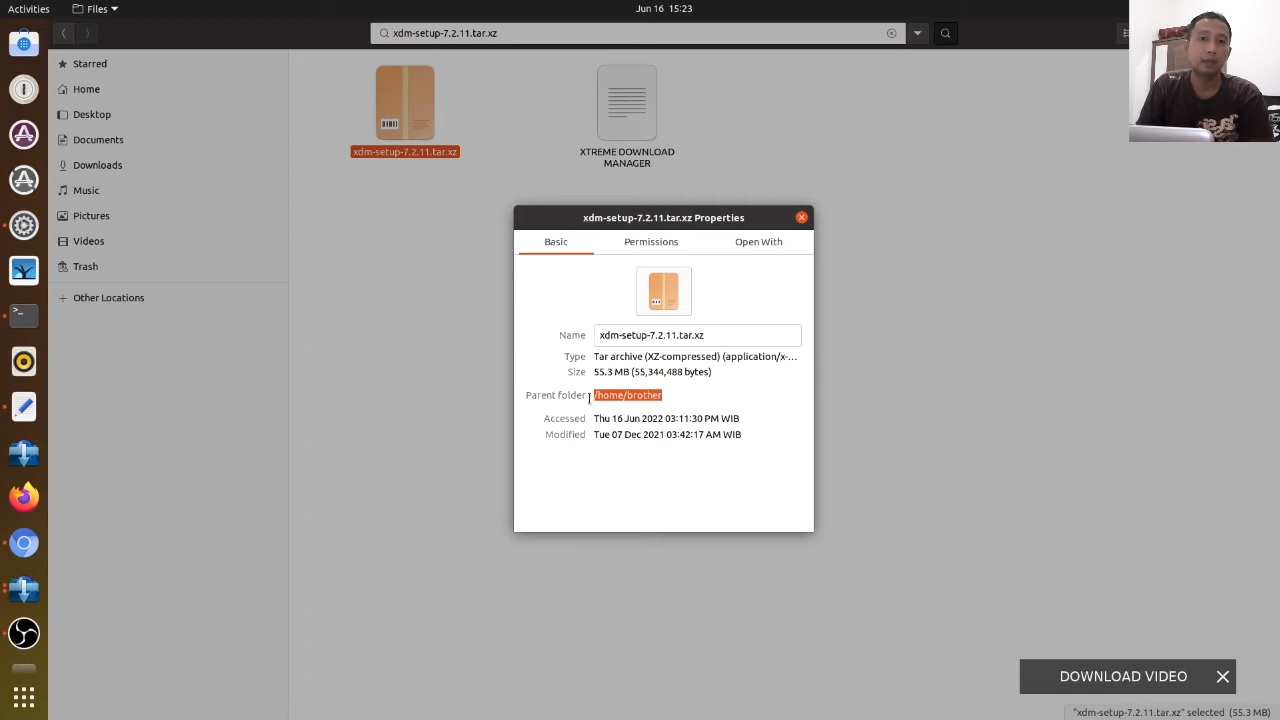 Activities
Files
Jun 16 15:23
xdm-setup-7.2.11.tar.xz
Starred
Home
Desktop
Documents
Downloads
Music
Pictures
Videos
Trash
Other Locations
xdm-setup-7.2.11.tar.xz
XTREME DOWNLOAD
MANAGER
xdm-setup-7.2.11.tar.xz Properties
Basic
Permissions
Open With
Name xdm-setup-7.2.11.tar.xz
Type Tar archive (XZ-compressed) (application/x-...
Size 55.3 MB (55,344,488 bytes)
Parent folder /home/brother
Accessed Thu 16 Jun 2022 03:11:30 PM WIB
Modified Tue 07 Dec 2021 03:42:17 AM WIB
DOWNLOAD VIDEO
"xdm-setup-7.2.11.tar.xz" selected (55.3 MB)